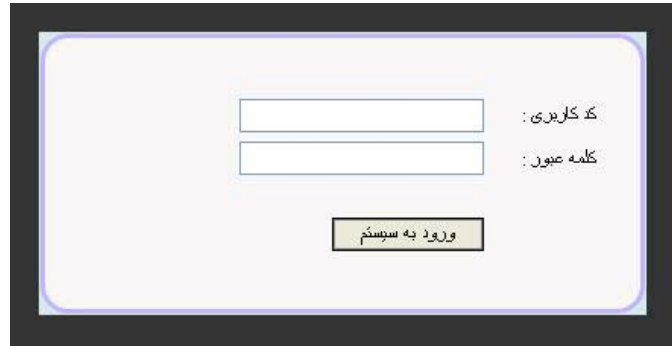 کد کاربری :
کلمه عبور :
ورود به سیستم